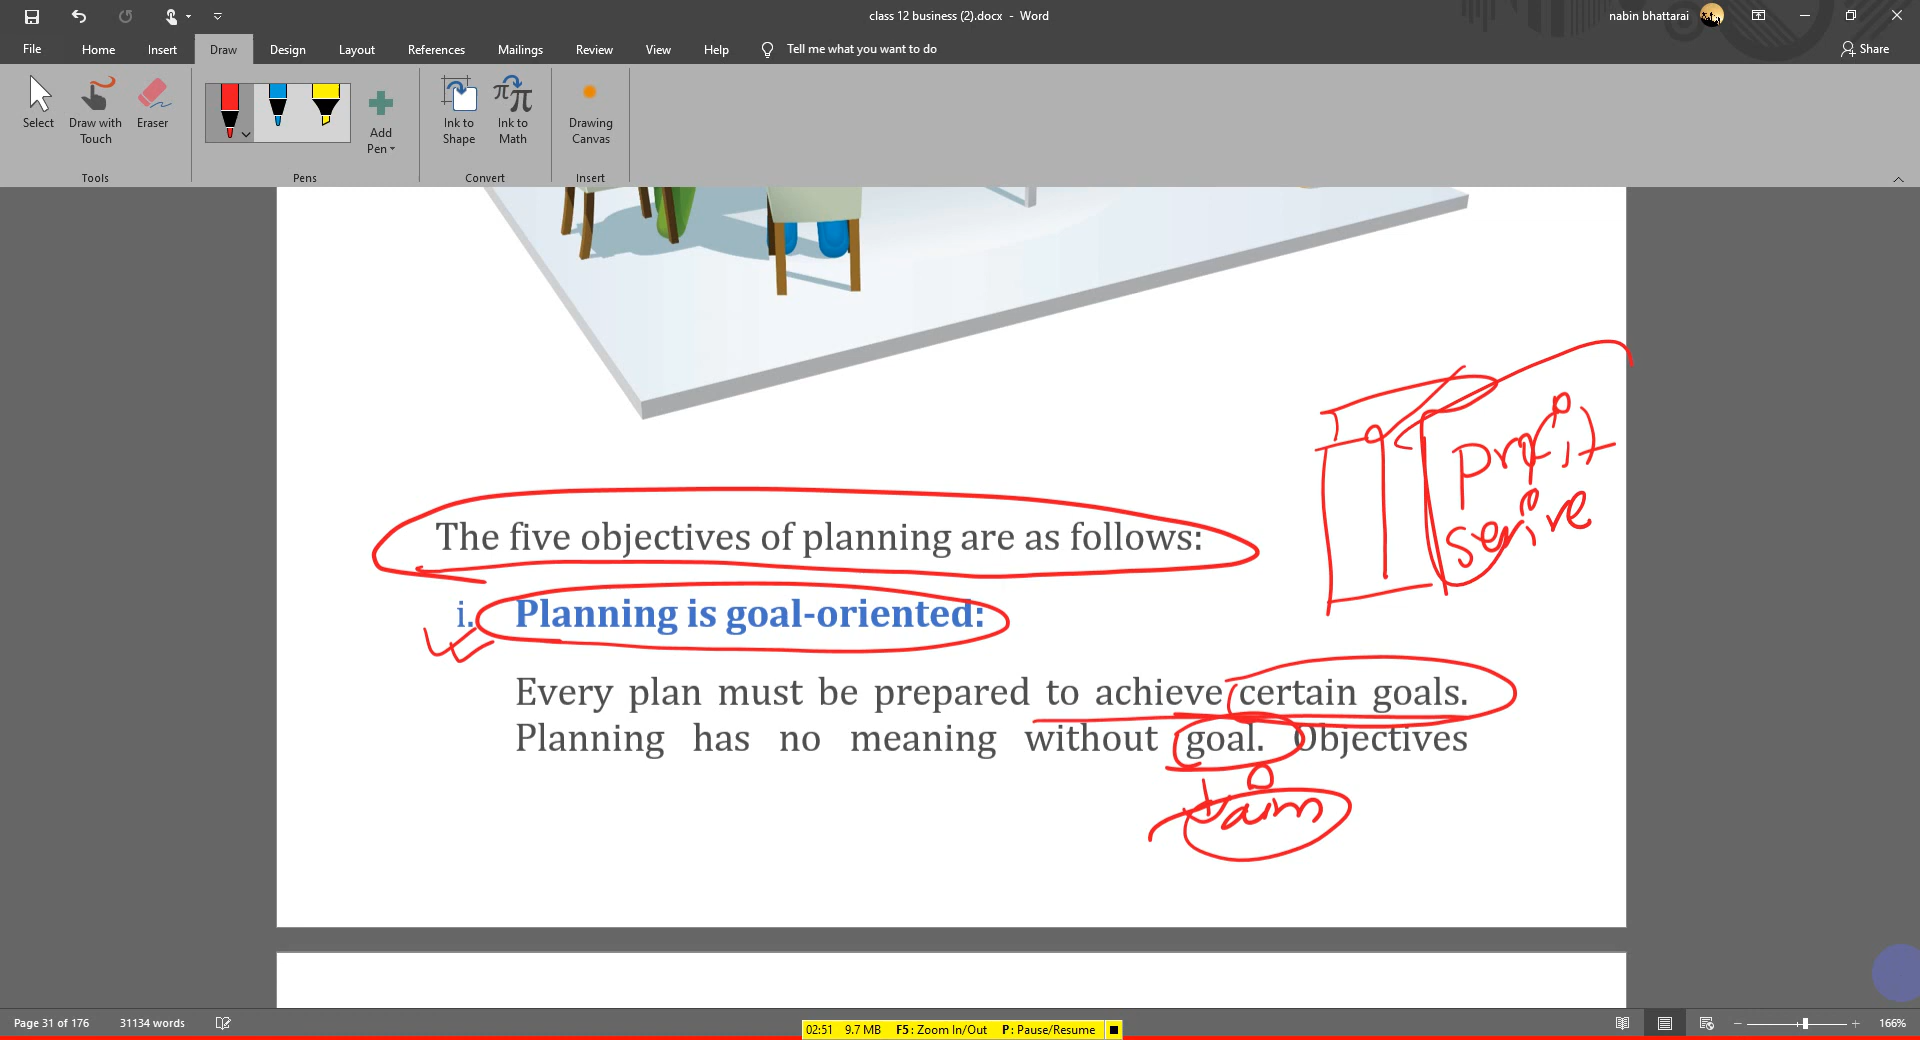 class 12 business (2).docx - Word
nabin bhattarai
File Home Insert Draw Design Layout References Mailings Review View Help Tell me what you want to do
Share
Select
Draw with
Touch
Eraser
Add
Pen
Ink to
Shape
Ink to
Math
Drawing
Canvas
Tools Pens Convert Insert
profit
The five objectives of planning are as follows:
i. Planning is goal-oriented:
Every plan must be prepared to achieve certain goals.
Planning has no meaning without goal. Objectives
aim
Page 31 of 176 31134 words
02:51 9.7 MB F5: Zoom In/Out P: Pause/Resume
166%